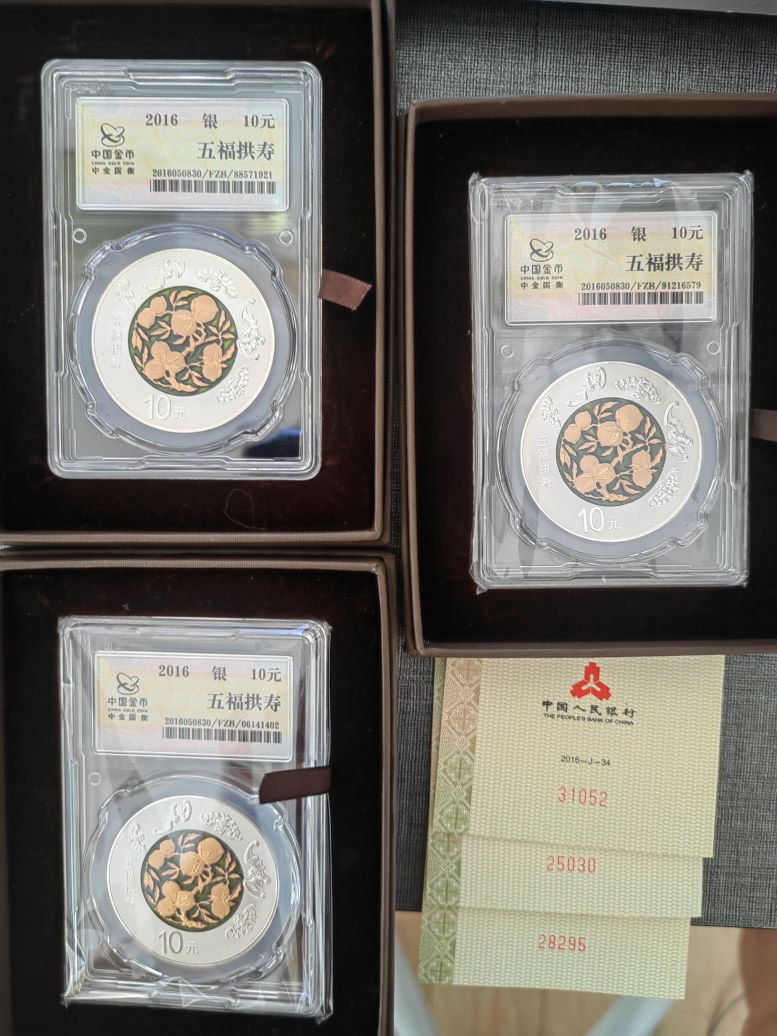 2016 银 10元
中国金币
CHINA GOLD COIN
中金国衡
五福拱寿
2016050830/FZB/88571921
10元
2016 银 10元
中国金币
CHINA GOLD COIN
中金国衡
五福拱寿
2016050830/FZB/91216579
10元
2016 银 10元
中国金币
CHINA GOLD COIN
中金国衡
五福拱寿
2016050830/FZB/06141402
10元
中国人民银行
THE PEOPLE'S BANK OF CHINA
2016-J-34
31052
25030
28295